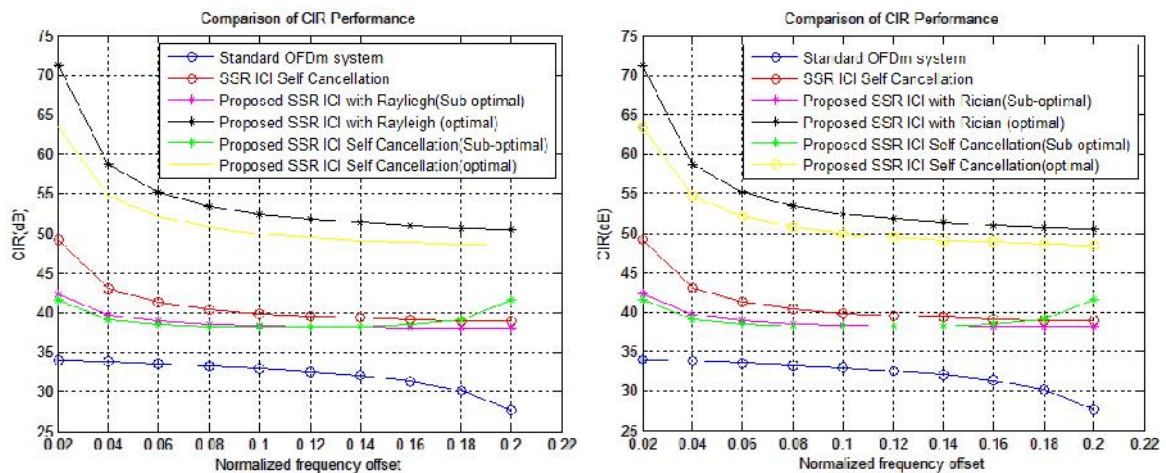 Comparison of CIR Performance
75
70
65
60
55
50
45
40
35
30
25
CIR(dB)
Standard OFDm system
SSR ICI Self Cancellation
Proposed SSR ICI with Rayliegh(Sub optimal)
Proposed SSR ICI with Rayleigh (optimal)
Proposed SSR ICI Self Cancellation(Sub-optimal)
Proposed SSR ICI Self Cancellation(optimal)
0.02 0.04 0.06 0.08 0.1 0.12 0.14 0.16 0.18 0.2 0.22
Normalized frequency offset
Comparison of CIR Performance
75
70
65
60
55
50
45
40
35
30
25
CIR(dB)
Standard OFDm system
SSR ICI Self Cancellation
Proposed SSR ICI with Rician(Sub-optimal)
Proposed SSR ICI with Rician (optimal)
Proposed SSR ICI Self Cancellation(Sub optimal)
Proposed SSR ICI Self Cancellation(optimal)
0.02 0.04 0.06 0.08 0.1 0.12 0.14 0.16 0.18 0.2 0.22
Normalized frequency offset